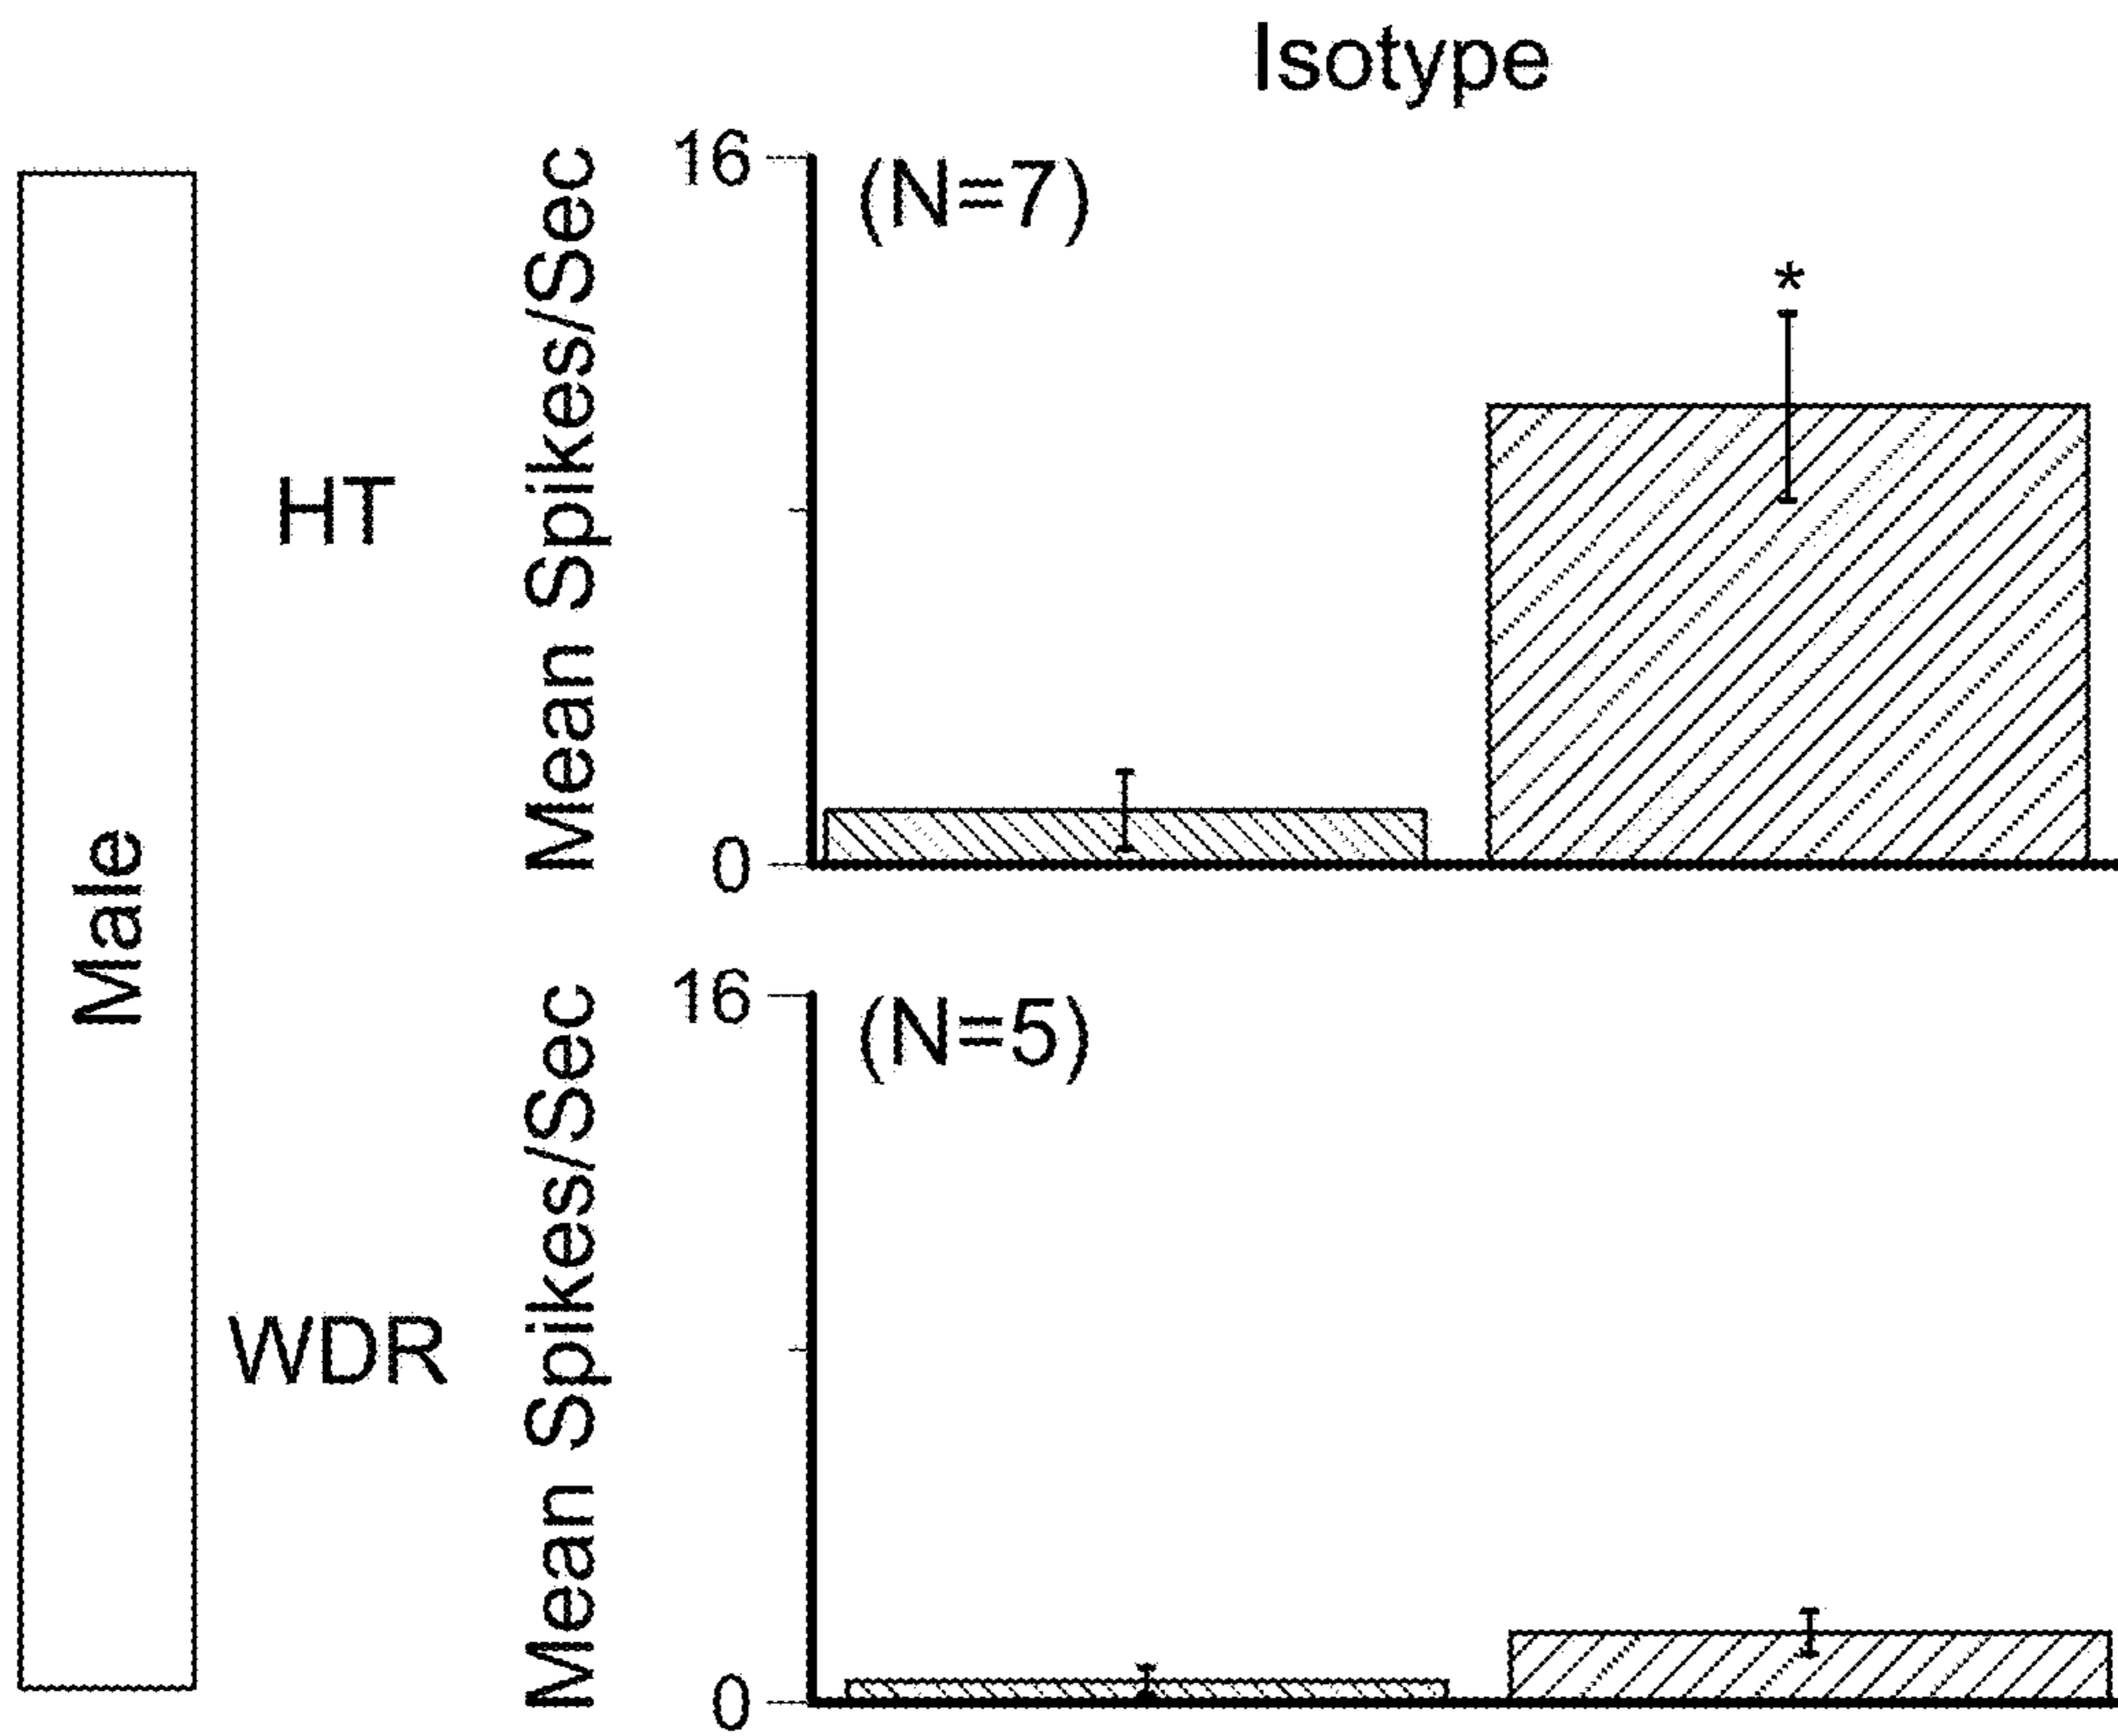 Isotype
Male
HT
Mean Spikes/Sec
16
(N=7)
*
0
WDR
Mean Spikes/Sec
16
(N=5)
0